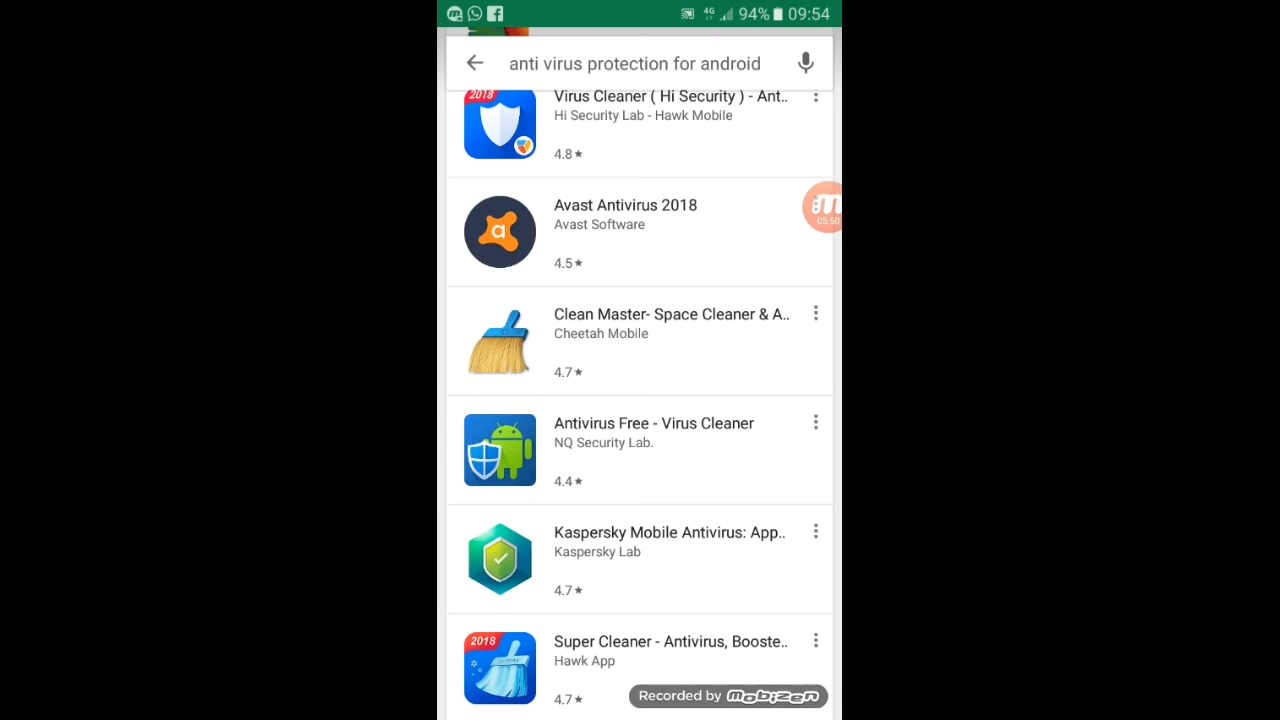 4G 94% 09:54
anti virus protection for android
2018
Virus Cleaner ( Hi Security ) - Ant..
Hi Security Lab - Hawk Mobile
4.8★
Avast Antivirus 2018
Avast Software
4.5★
05:50
a
Clean Master- Space Cleaner & A..
Cheetah Mobile
4.7★
Antivirus Free - Virus Cleaner
NQ Security Lab.
4.4★
Kaspersky Mobile Antivirus: App..
Kaspersky Lab
4.7★
2018
Super Cleaner - Antivirus, Booste..
Hawk App
4.7★
Recorded by Mobizen